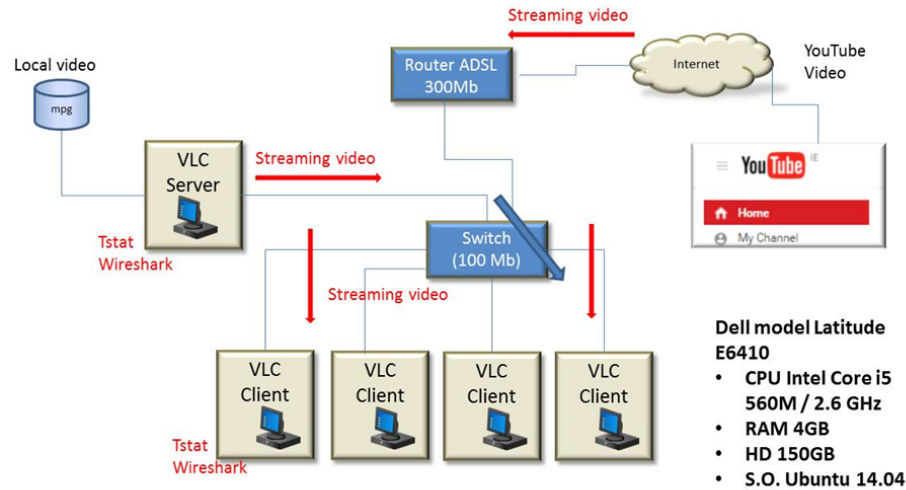 Streaming video
Local video
mpg
Router ADSL
300Mb
Internet
YouTube
Video
VLC
Server
Streaming video
YouTube IE
Home
My Channel
Tstat
Wireshark
Switch
(100 Mb)
Streaming video
VLC
Client
VLC
Client
VLC
Client
VLC
Client
Tstat
Wireshark
Dell model Latitude
E6410
• CPU Intel Core i5
560M / 2.6 GHz
• RAM 4GB
• HD 150GB
• S.O. Ubuntu 14.04